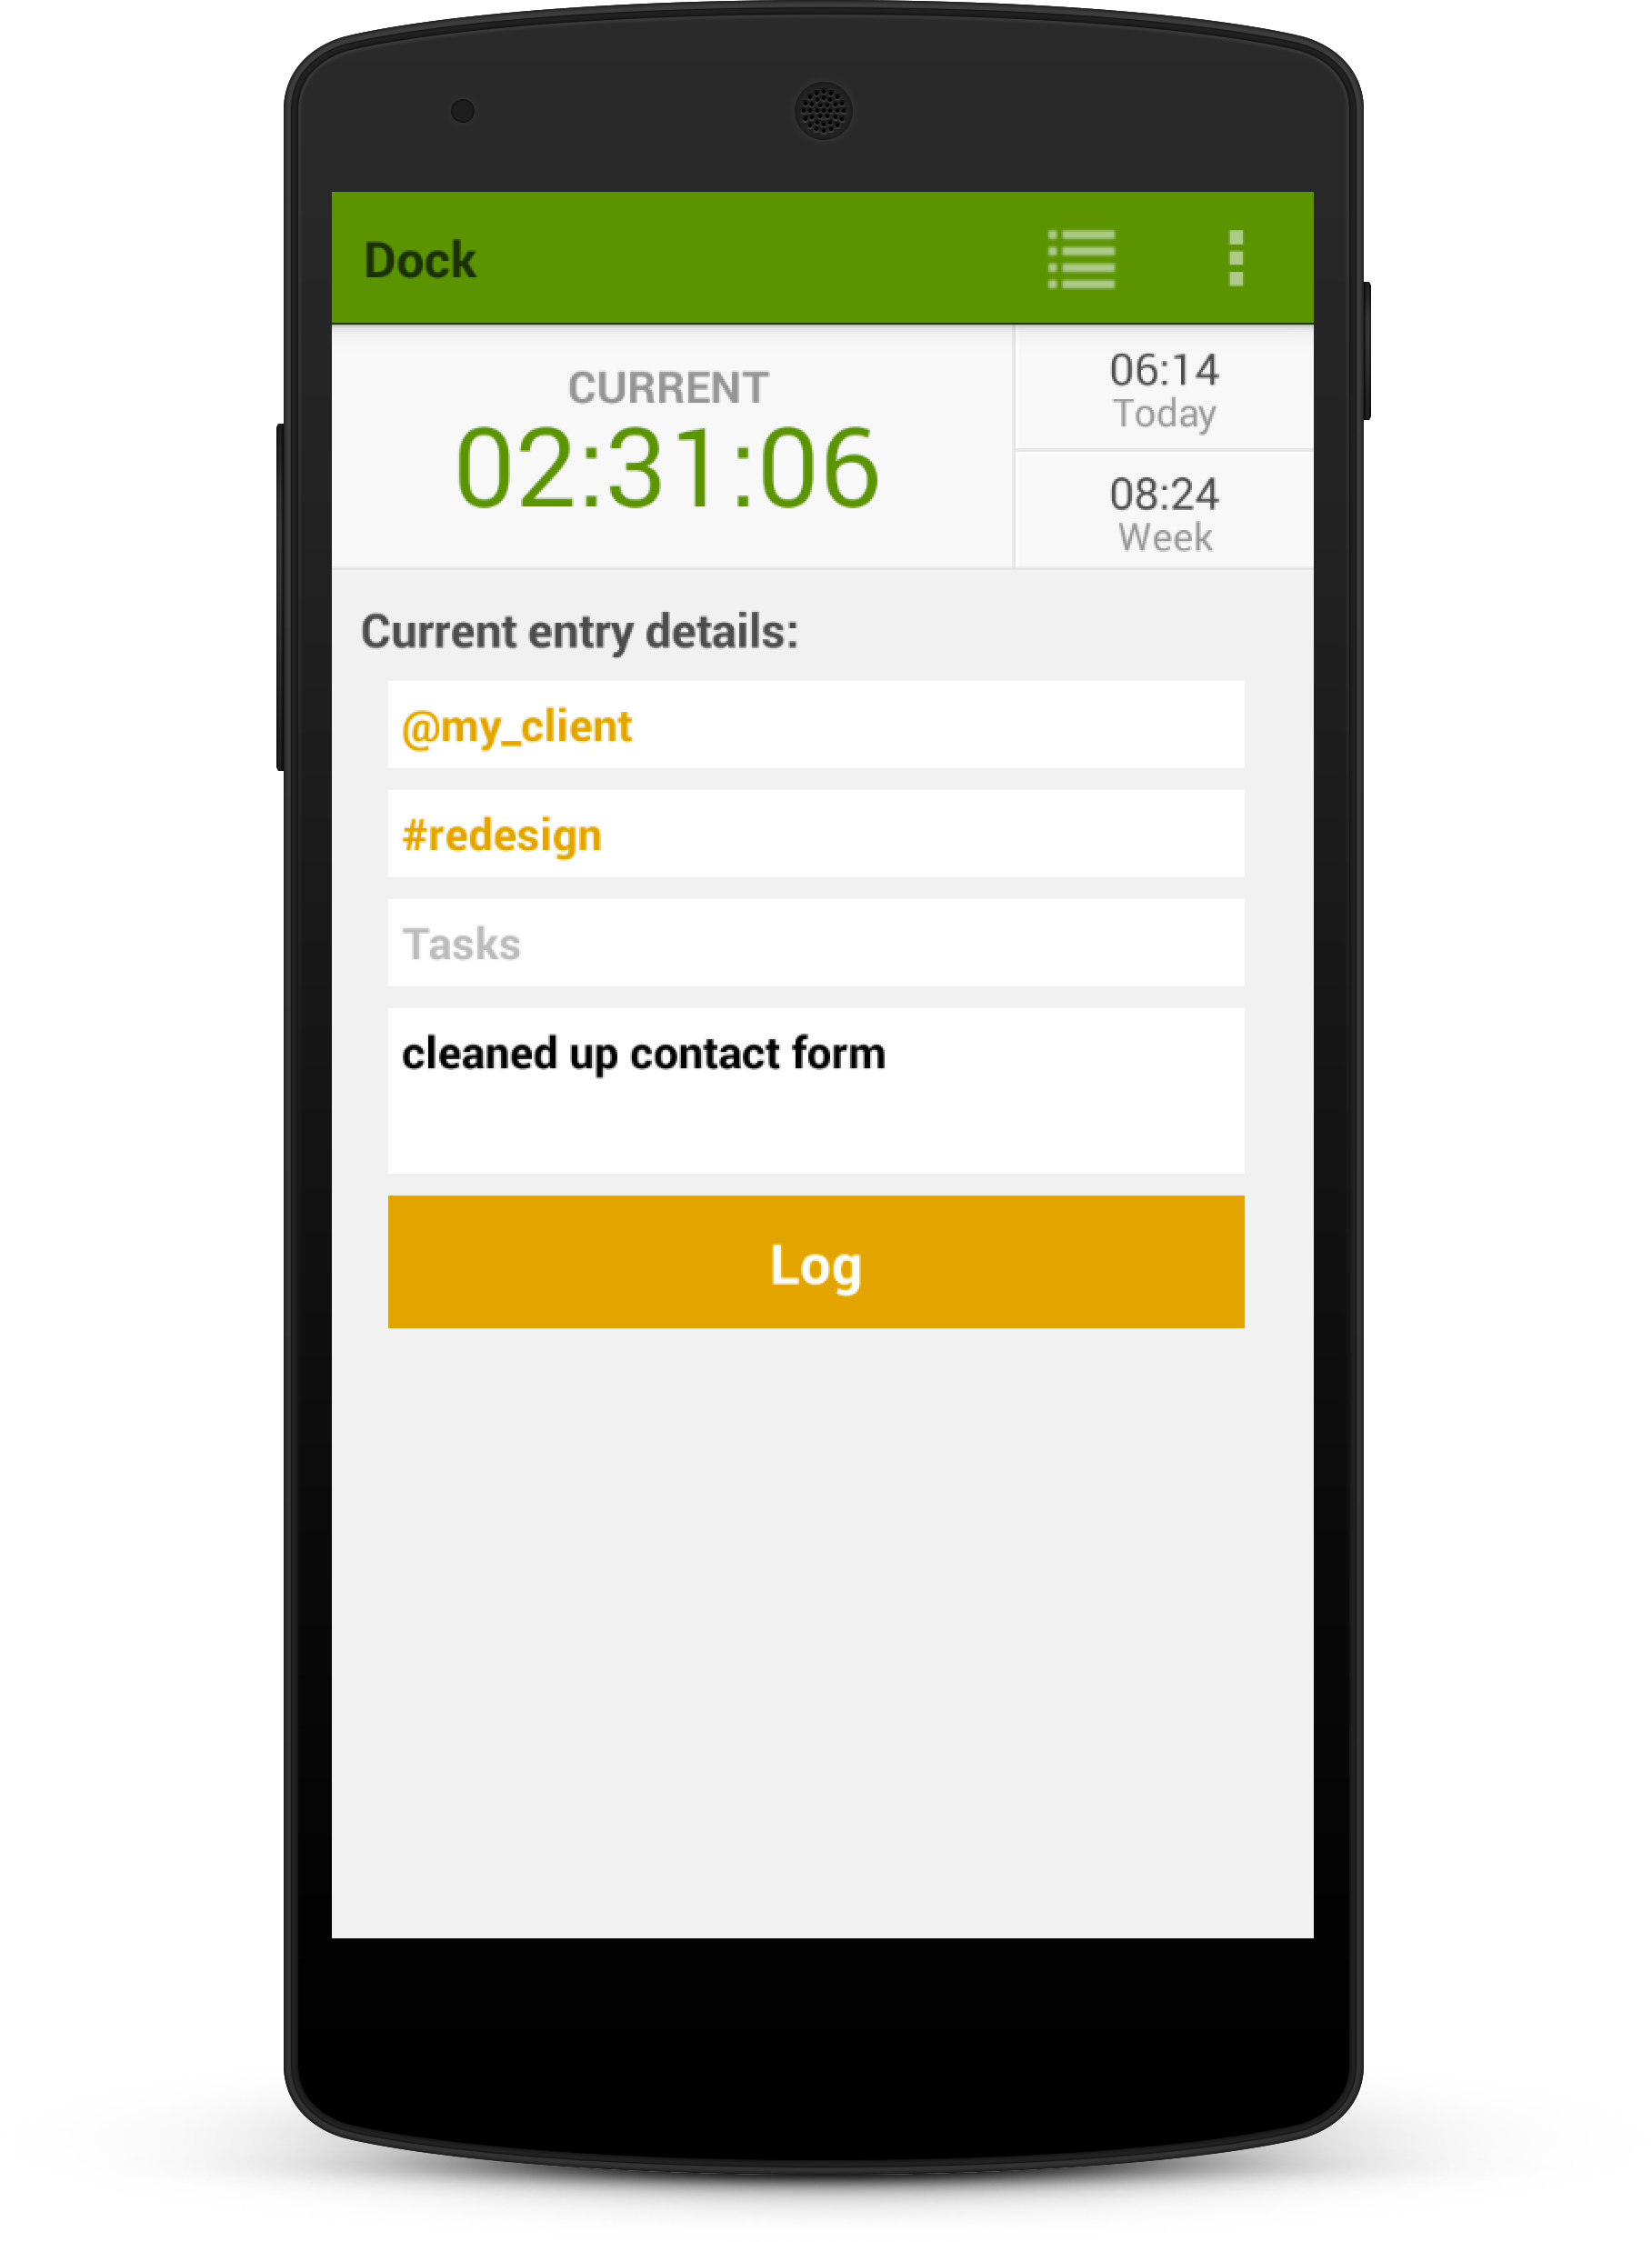 Dock
CURRENT
02:31:06
06:14
Today
08:24
Week
Current entry details:
@my_client
#redesign
Tasks
cleaned up contact form
Log